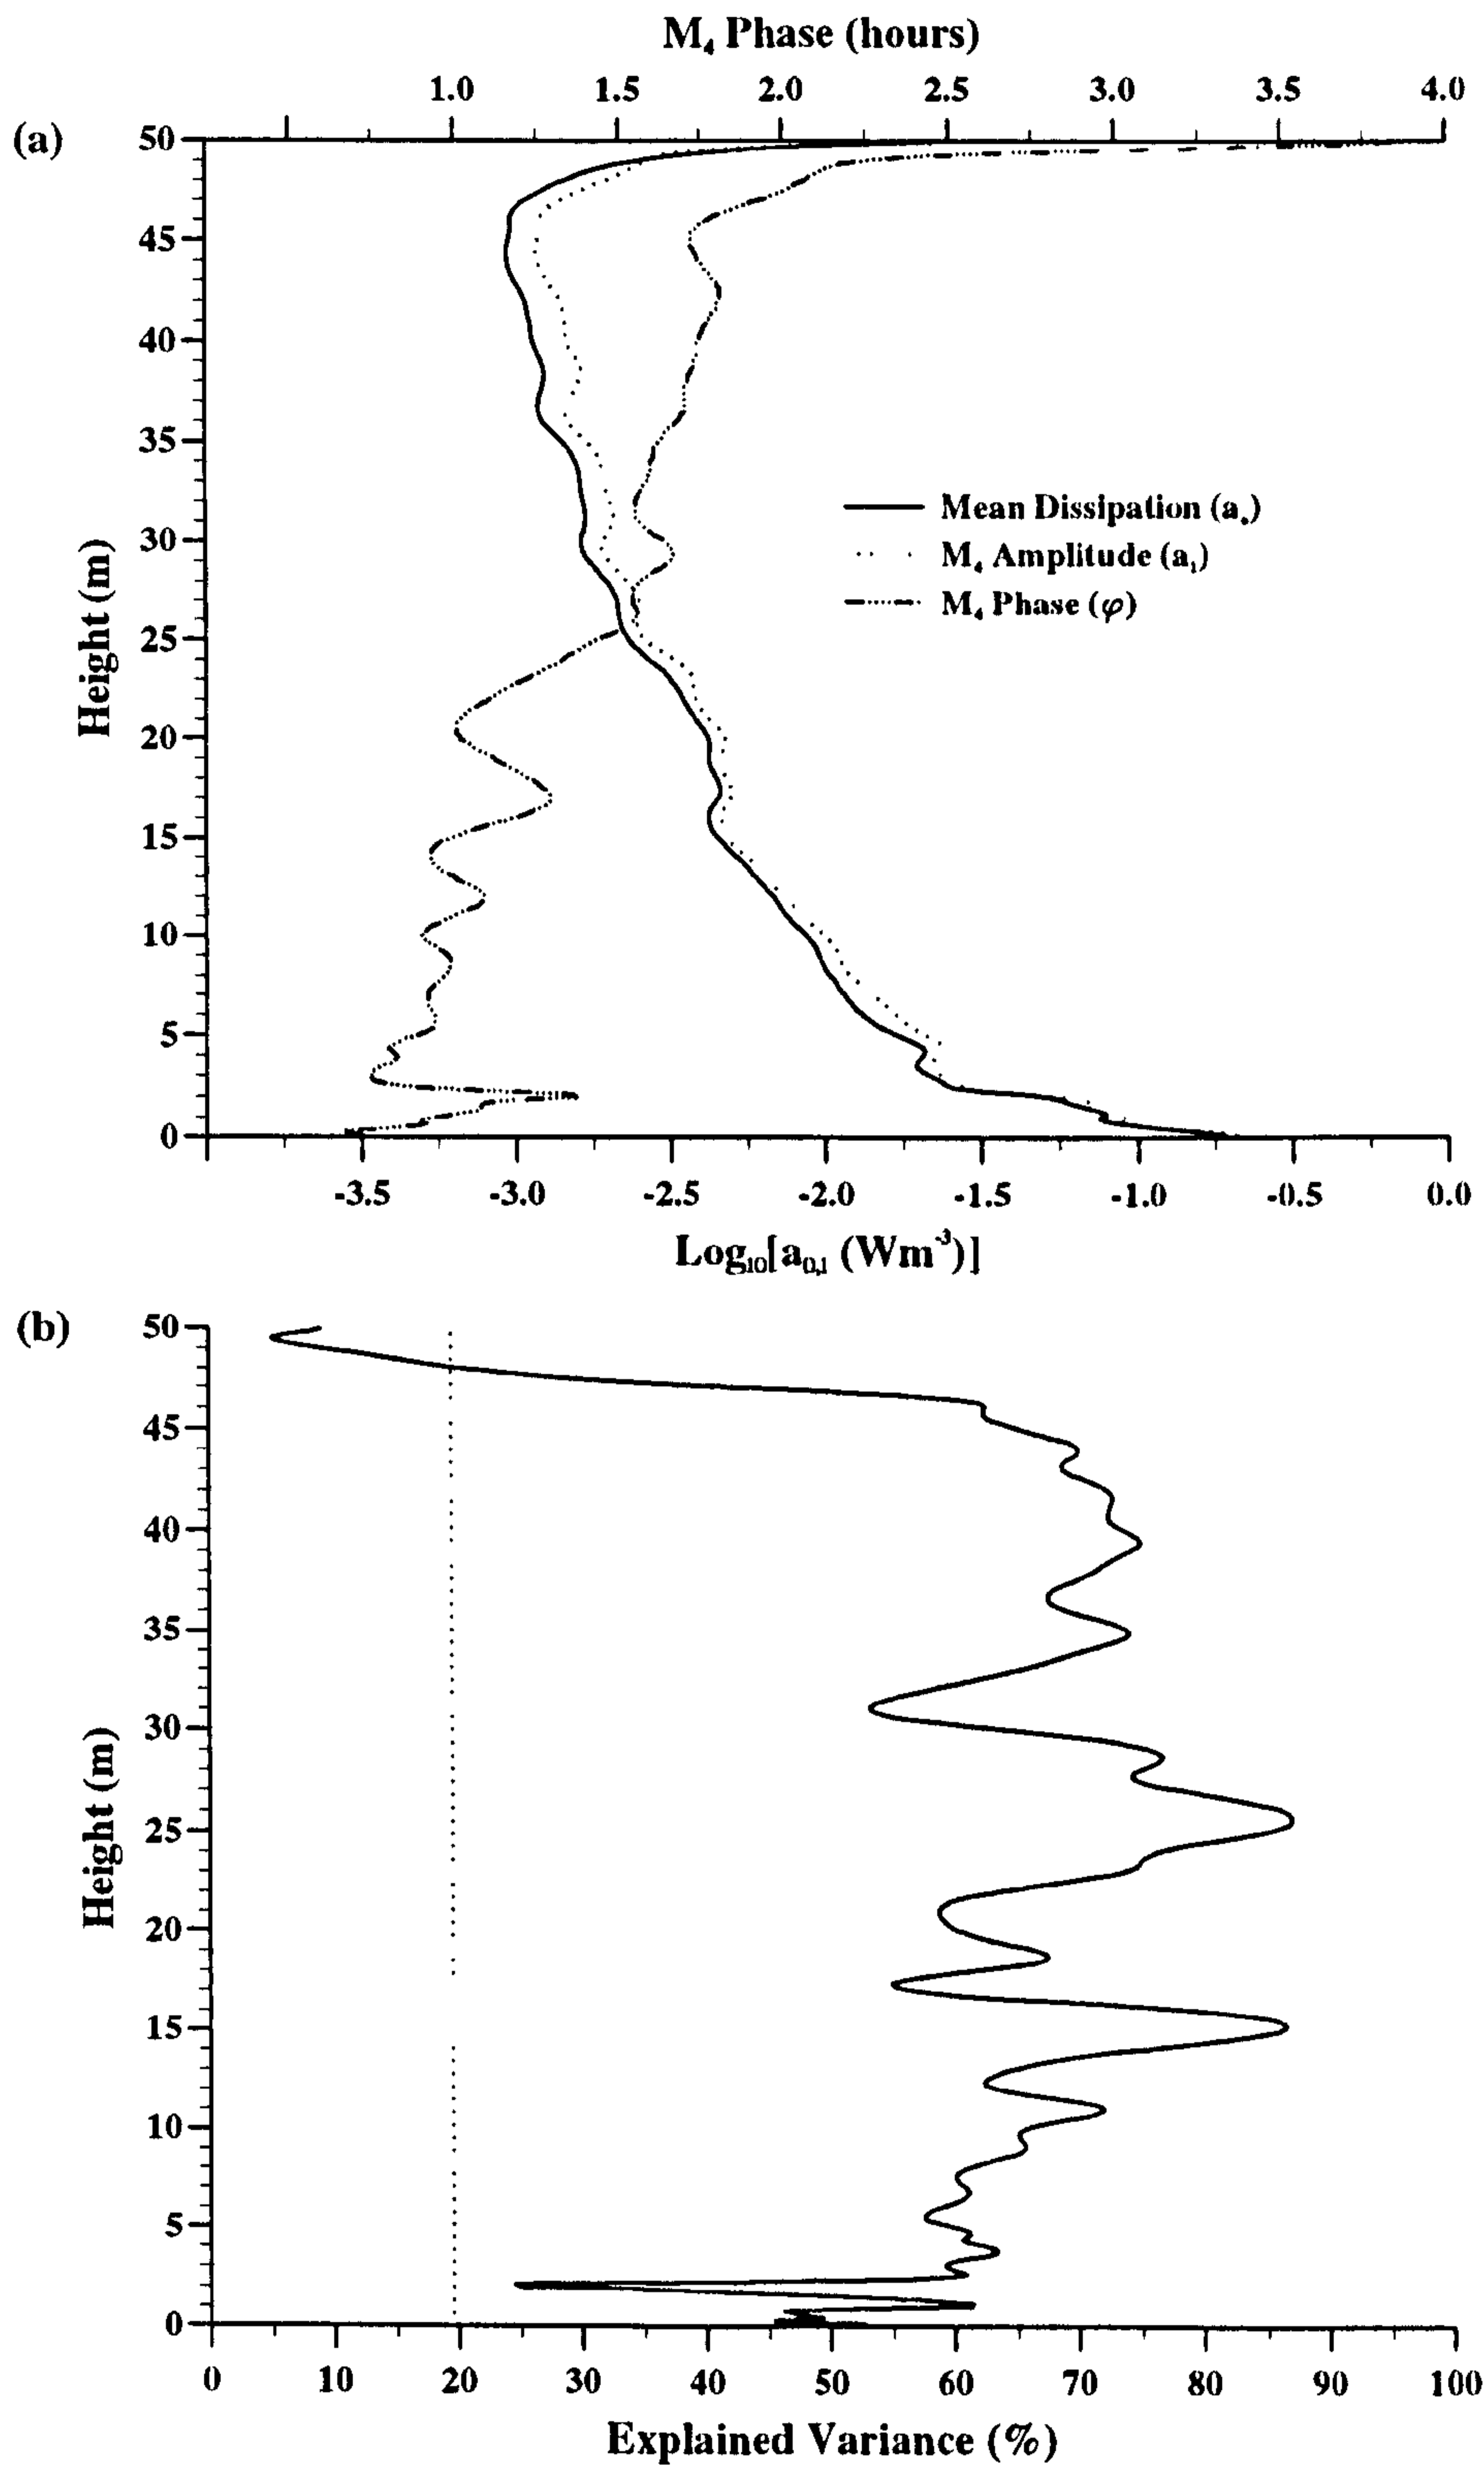 M₄ Phase (hours)
1.0 1.5 2.0 2.5 3.0 3.5 4.0
(a)
50
45
40
35
30
25
20
15
10
5
0
Height (m)
Mean Dissipation (a₀)
M₄ Amplitude (a₁)
M₄ Phase (φ)
-3.5 -3.0 -2.5 -2.0 -1.5 -1.0 -0.5 0.0
Log₁₀[a₀,₁ (Wm⁻³)]
(b)
50
45
40
35
30
25
20
15
10
5
0
Height (m)
0 10 20 30 40 50 60 70 80 90 100
Explained Variance (%)